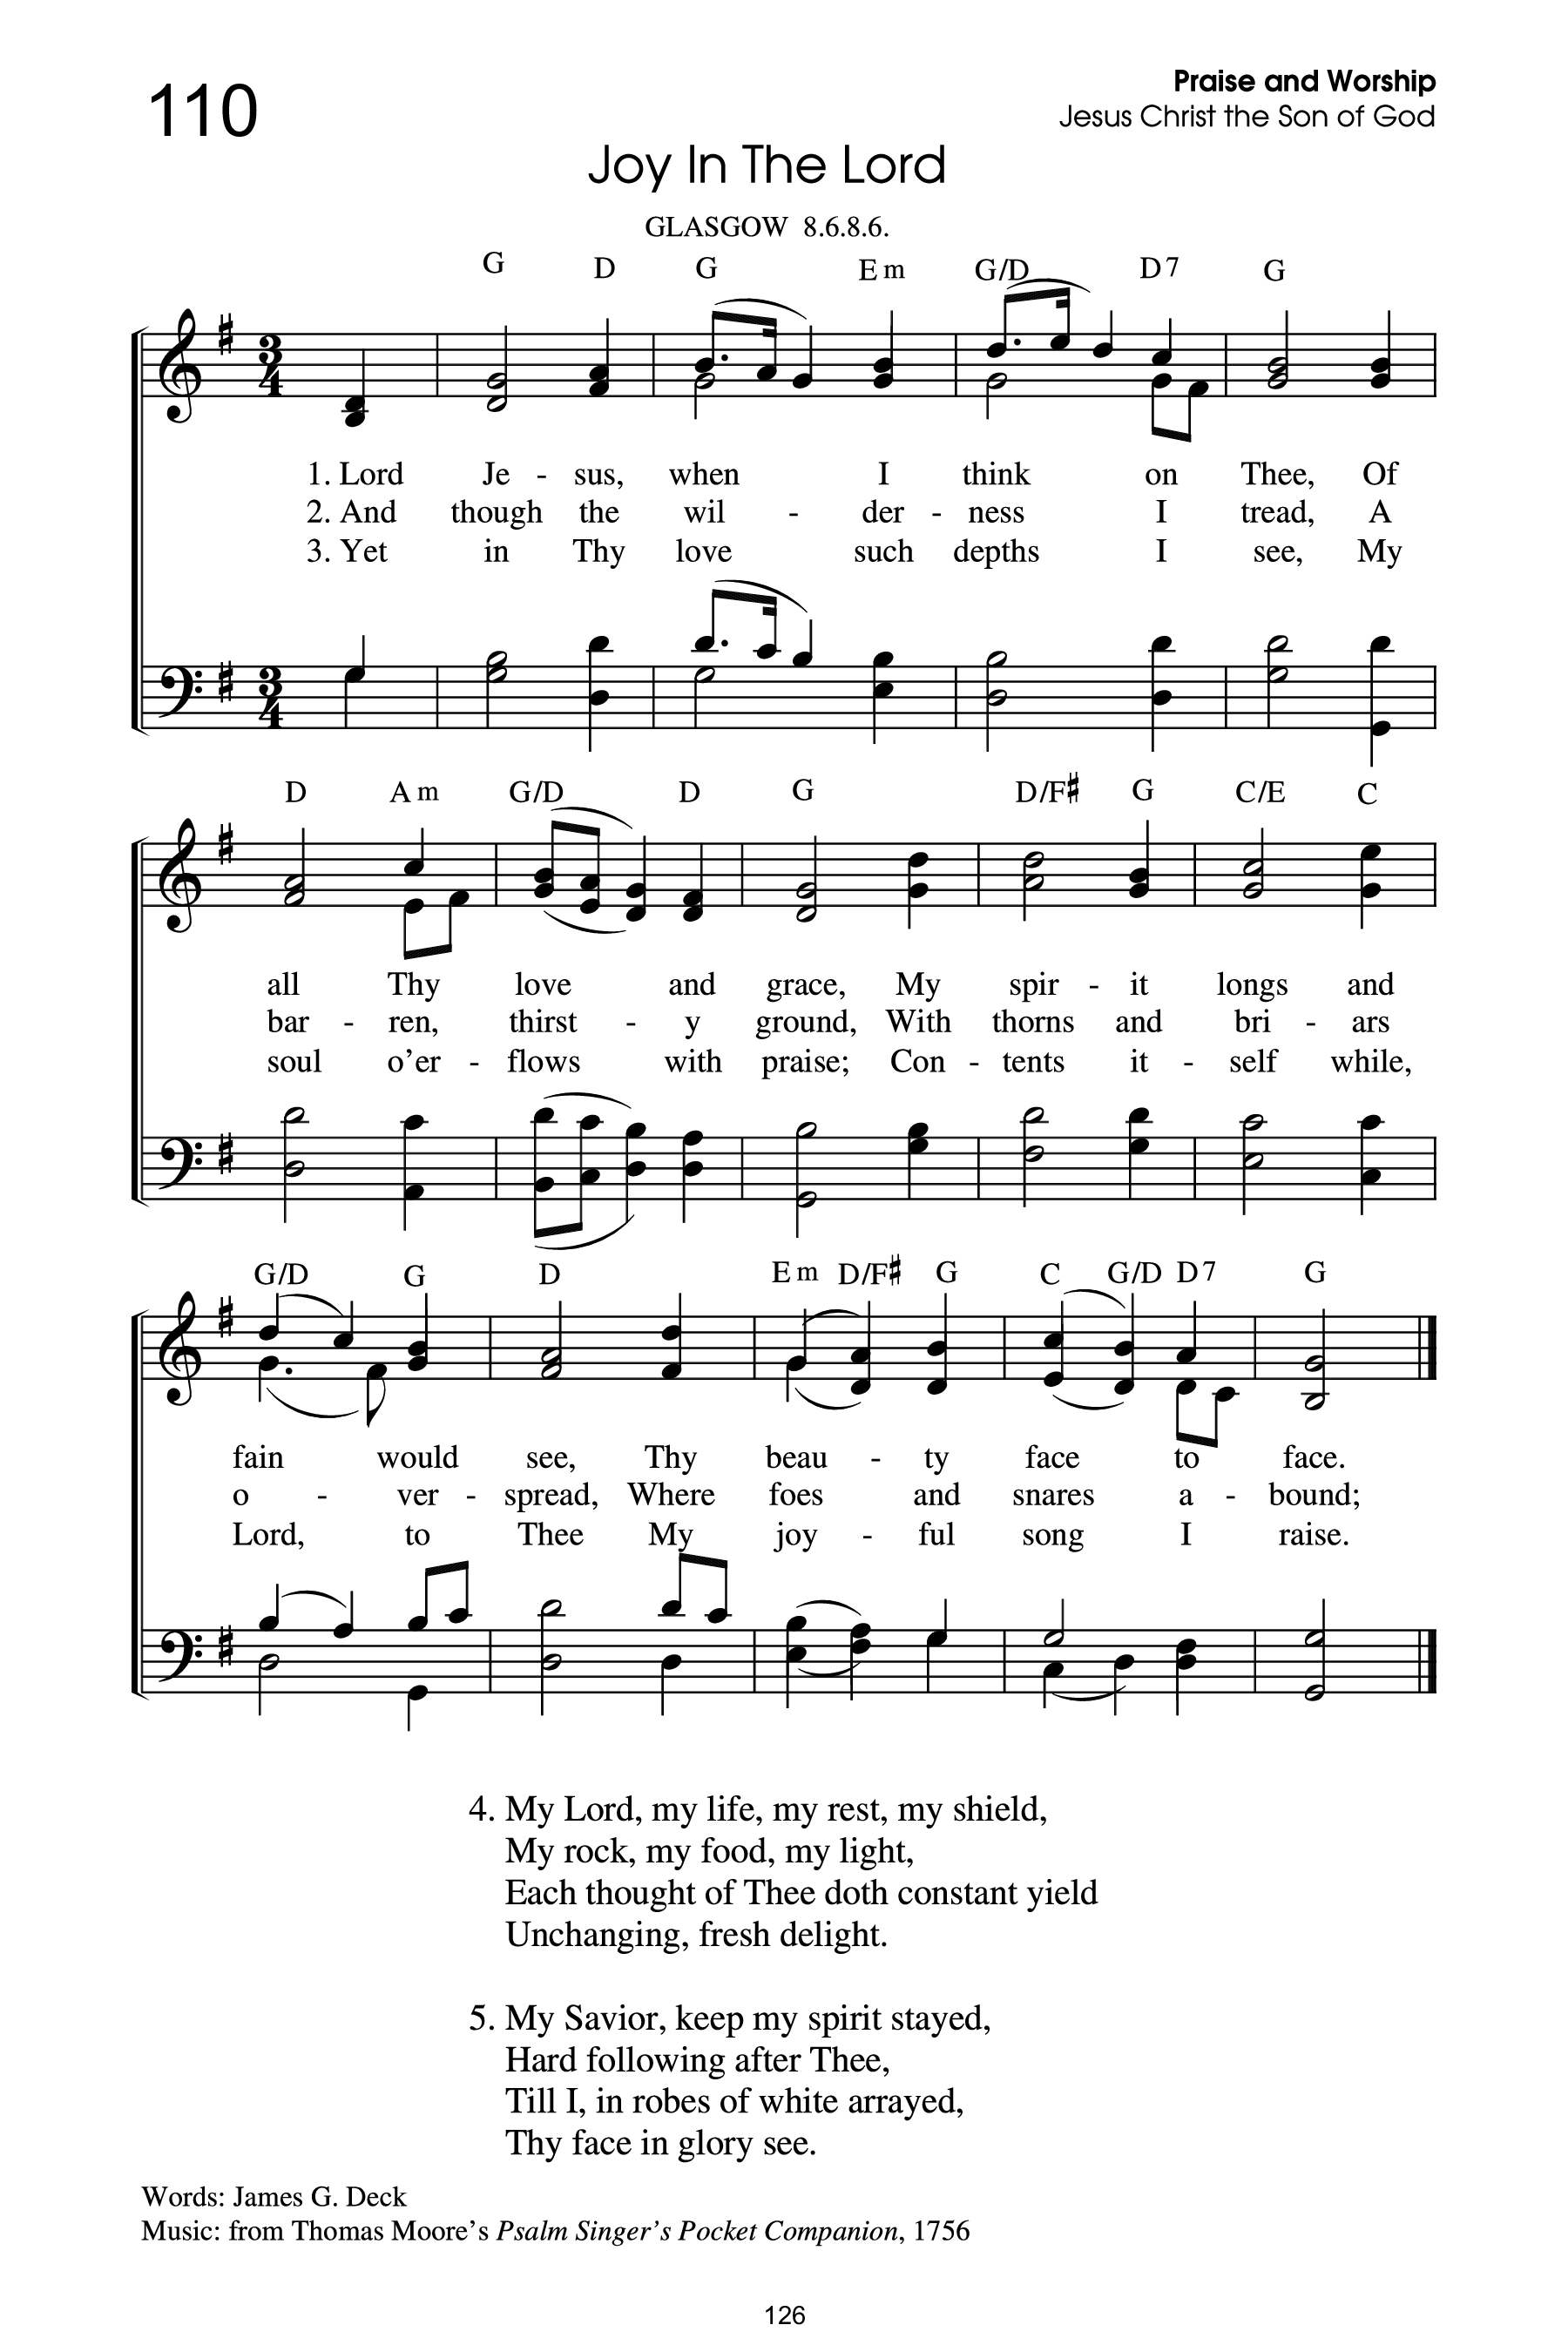 110
Praise and Worship
Jesus Christ the Son of God
Joy In The Lord
GLASGOW 8.6.8.6.
G D G Em G/D D7 G
3 4
1. Lord Je - sus, when I think on Thee, Of
2. And though the wil - der - ness I tread, A
3. Yet in Thy love such depths I see, My
3 4
D Am G/D D G D/F♯ G C/E C
all Thy love and grace, My spir - it longs and
bar - ren, thirst - y ground, With thorns and bri - ars
soul o'er - flows with praise; Con - tents it - self while,
G/D G D Em D/F♯ G C G/D D7 G
fain would see, Thy beau - ty face to face.
o - ver - spread, Where foes and snares a - bound;
Lord, to Thee My joy - ful song I raise.
4. My Lord, my life, my rest, my shield,
My rock, my food, my light,
Each thought of Thee doth constant yield
Unchanging, fresh delight.
5. My Savior, keep my spirit stayed,
Hard following after Thee,
Till I, in robes of white arrayed,
Thy face in glory see.
Words: James G. Deck
Music: from Thomas Moore's Psalm Singer's Pocket Companion, 1756
126